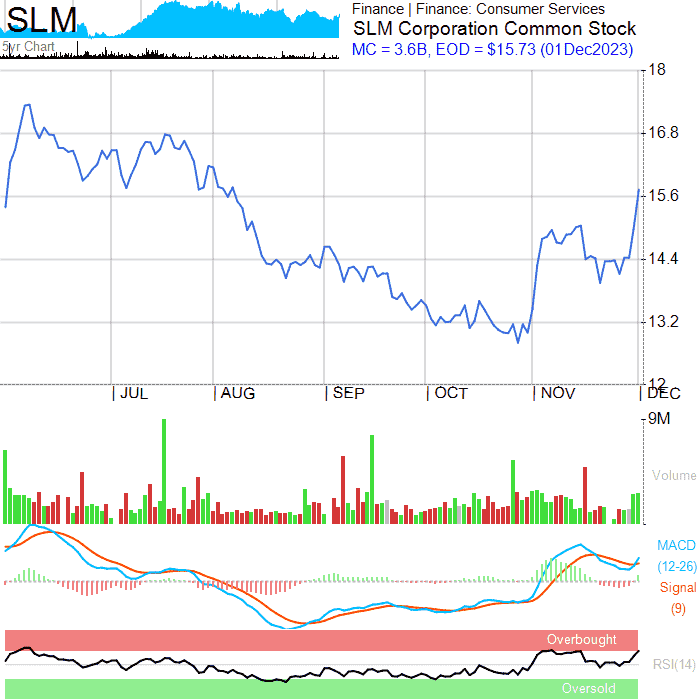 SLM
5yr Chart
Finance | Finance: Consumer Services
SLM Corporation Common Stock
MC = 3.6B, EOD = $15.73 (01Dec2023)
18
16.8
15.6
14.4
13.2
12
JUL
AUG
SEP
OCT
NOV
DEC
9M
Volume
MACD
(12-26)
Signal
(9)
Overbought
RSI(14)
Oversold